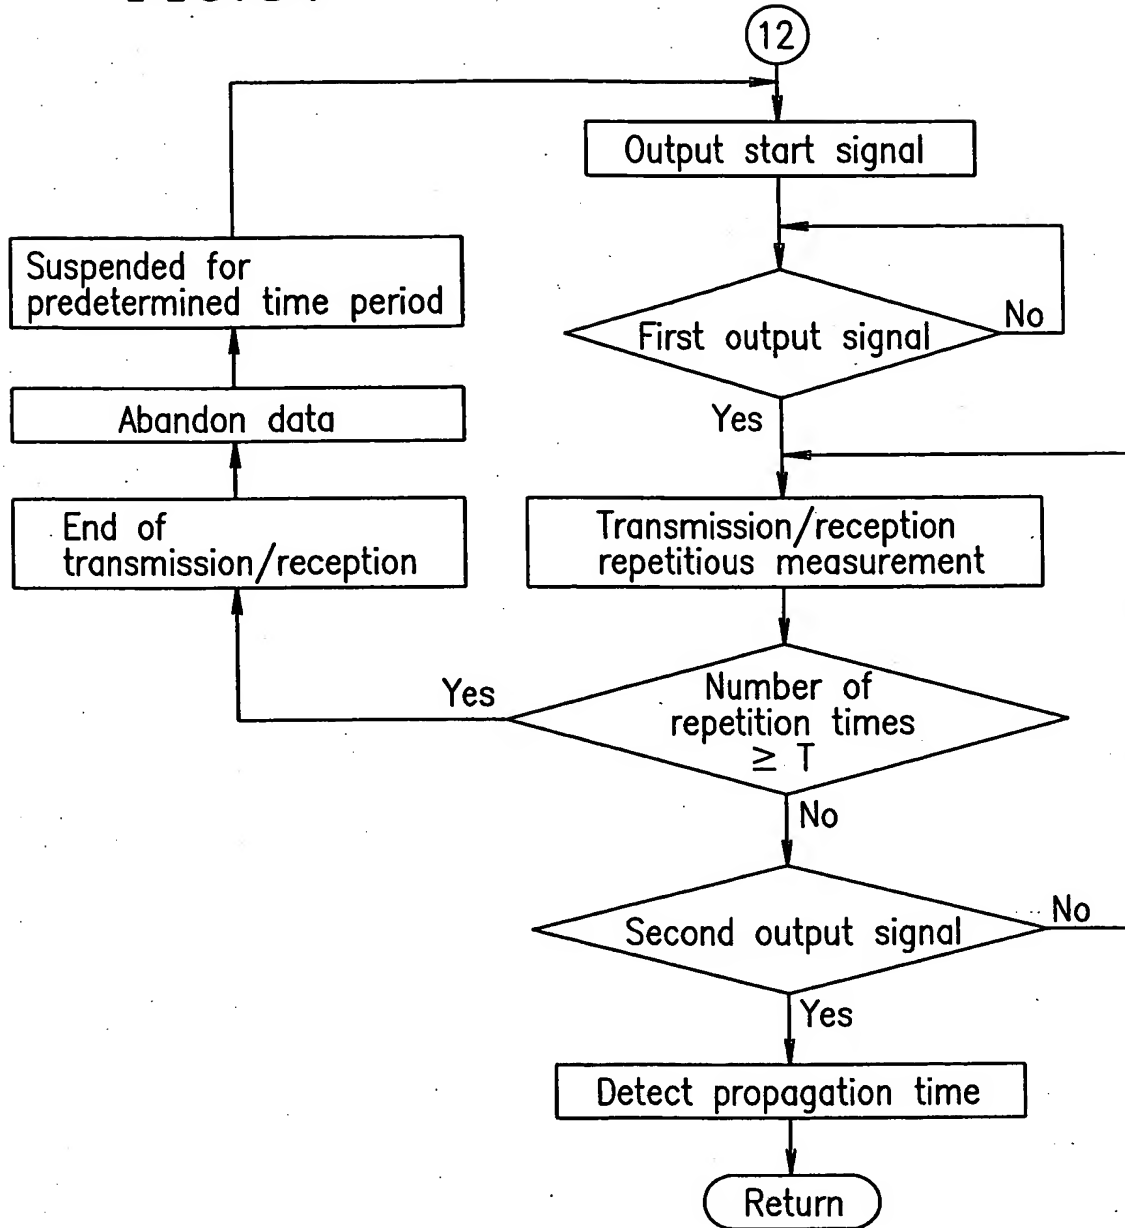 12
Output start signal
Suspended for
predetermined time period
First output signal
No
Abandon data
Yes
End of
transmission/reception
Transmission/reception
repetitious measurement
Yes
Number of
repetition times
≥ T
No
Second output signal
No
Yes
Detect propagation time
Return